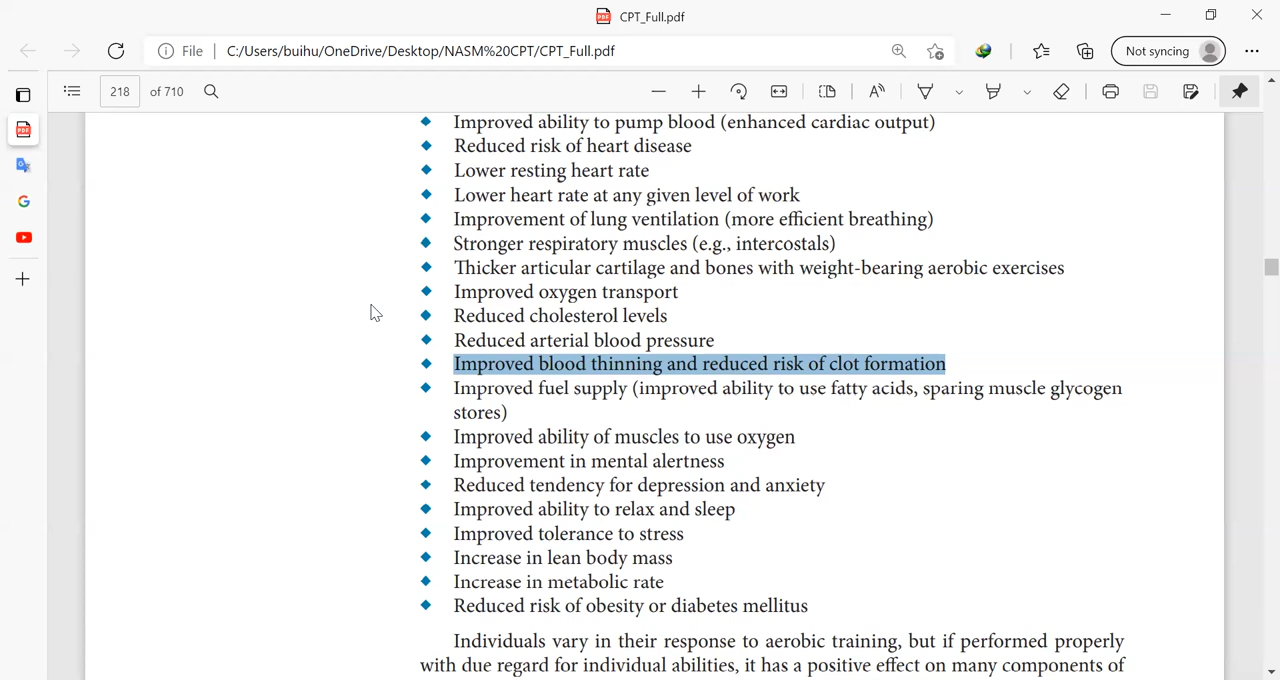 CPT_Full.pdf
File
C:/Users/buihu/OneDrive/Desktop/NASM%20CPT/CPT_Full.pdf
Not syncing
218 of 710
Improved ability to pump blood (enhanced cardiac output)
Reduced risk of heart disease
Lower resting heart rate
Lower heart rate at any given level of work
Improvement of lung ventilation (more efficient breathing)
Stronger respiratory muscles (e.g., intercostals)
Thicker articular cartilage and bones with weight-bearing aerobic exercises
Improved oxygen transport
Reduced cholesterol levels
Reduced arterial blood pressure
Improved blood thinning and reduced risk of clot formation
Improved fuel supply (improved ability to use fatty acids, sparing muscle glycogen
stores)
Improved ability of muscles to use oxygen
Improvement in mental alertness
Reduced tendency for depression and anxiety
Improved ability to relax and sleep
Improved tolerance to stress
Increase in lean body mass
Increase in metabolic rate
Reduced risk of obesity or diabetes mellitus
Individuals vary in their response to aerobic training, but if performed properly
with due regard for individual abilities, it has a positive effect on many components of